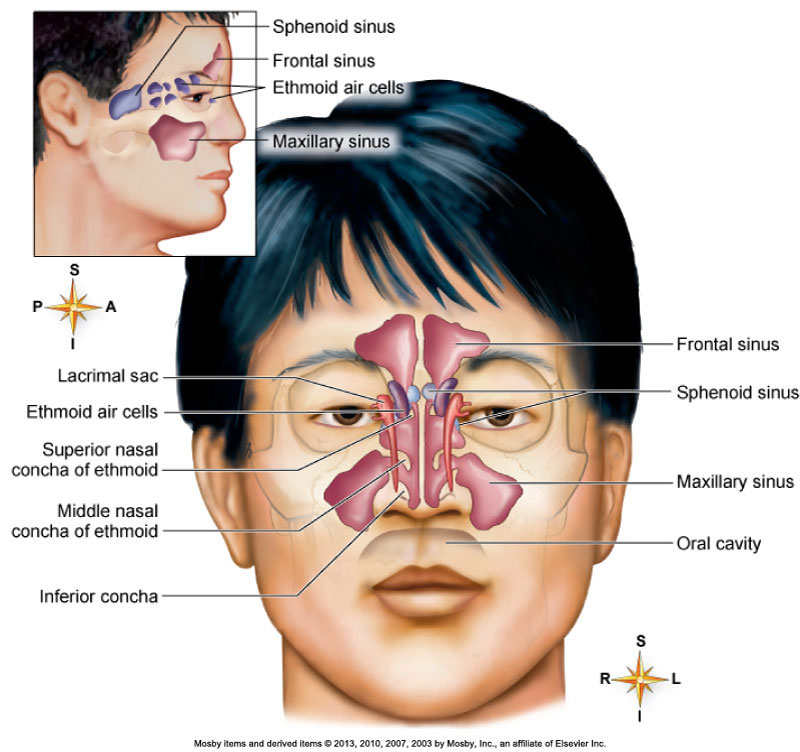 Sphenoid sinus
Frontal sinus
Ethmoid air cells
Maxillary sinus
S
P
A
I
Lacrimal sac
Ethmoid air cells
Superior nasal
concha of ethmoid
Middle nasal
concha of ethmoid
Inferior concha
Frontal sinus
Sphenoid sinus
Maxillary sinus
Oral cavity
S
R
L
I
Mosby items and derived items © 2013, 2010, 2007, 2003 by Mosby, Inc., an affiliate of Elsevier Inc.